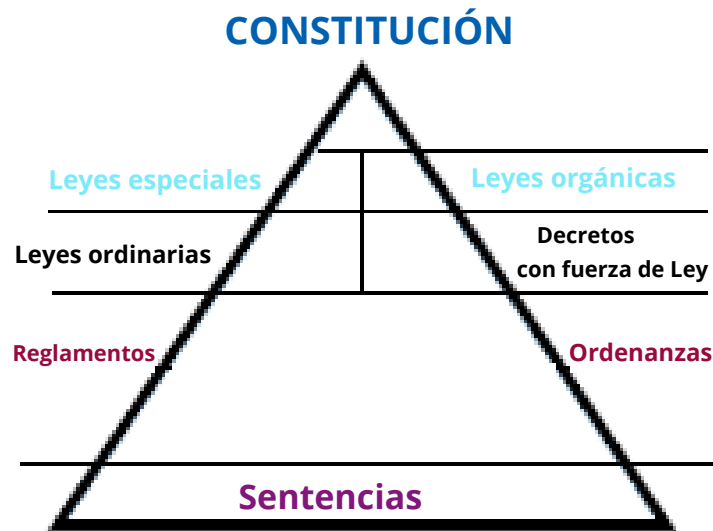 CONSTITUCIÓN
Leyes especiales
Leyes orgánicas
Leyes ordinarias
Decretos
con fuerza de Ley
Reglamentos
Ordenanzas
Sentencias